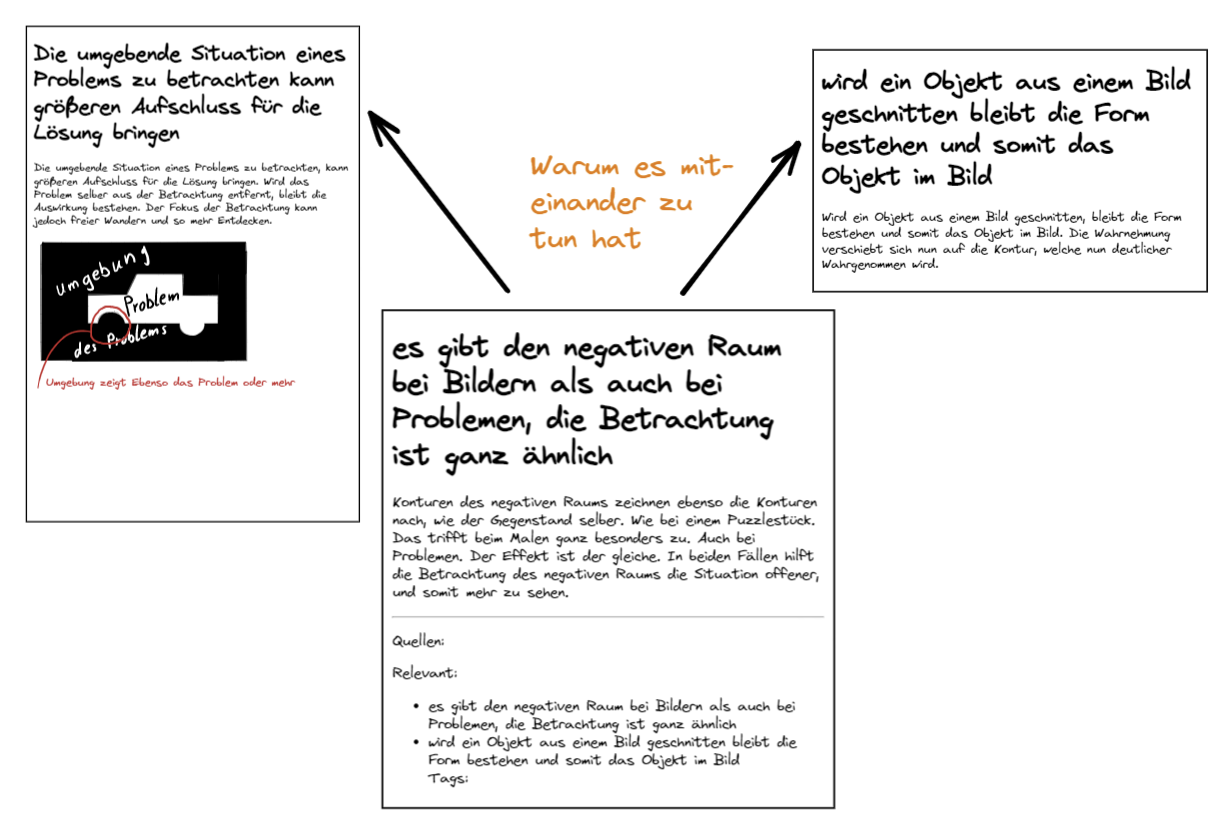 Die umgebende Situation eines
Problems zu betrachten kann
größeren Aufschluss für die
Lösung bringen
Die umgebende Situation eines Problems zu betrachten, kann
größeren Aufschluss für die Lösung bringen. Wird das
Problem selber aus der Betrachtung entfernt, bleibt die
Auswirkung bestehen. Der Fokus der Betrachtung kann
jedoch freier Wandern und so mehr Entdecken.
umgebung
Problem
des Problems
Umgebung zeigt Ebenso das Problem oder mehr
Warum es mit-
einander zu
tun hat
wird ein Objekt aus einem Bild
geschnitten bleibt die Form
bestehen und somit das
Objekt im Bild
Wird ein Objekt aus einem Bild geschnitten, bleibt die Form
bestehen und somit das Objekt im Bild. Die Wahrnehmung
verschiebt sich nun auf die Kontur, welche nun deutlicher
Wahrgenommen wird.
es gibt den negativen Raum
bei Bildern als auch bei
Problemen, die Betrachtung
ist ganz ähnlich
Konturen des negativen Raums zeichnen ebenso die Konturen
nach, wie der Gegenstand selber. Wie bei einem Puzzlestück.
Das trifft beim Malen ganz besonders zu. Auch bei
Problemen. Der Effekt ist der gleiche. In beiden Fällen hilft
die Betrachtung des negativen Raums die Situation offener,
und somit mehr zu sehen.
Quellen:
Relevant:
• es gibt den negativen Raum bei Bildern als auch bei
Problemen, die Betrachtung ist ganz ähnlich
• wird ein Objekt aus einem Bild geschnitten bleibt die
Form bestehen und somit das Objekt im Bild
Tags: